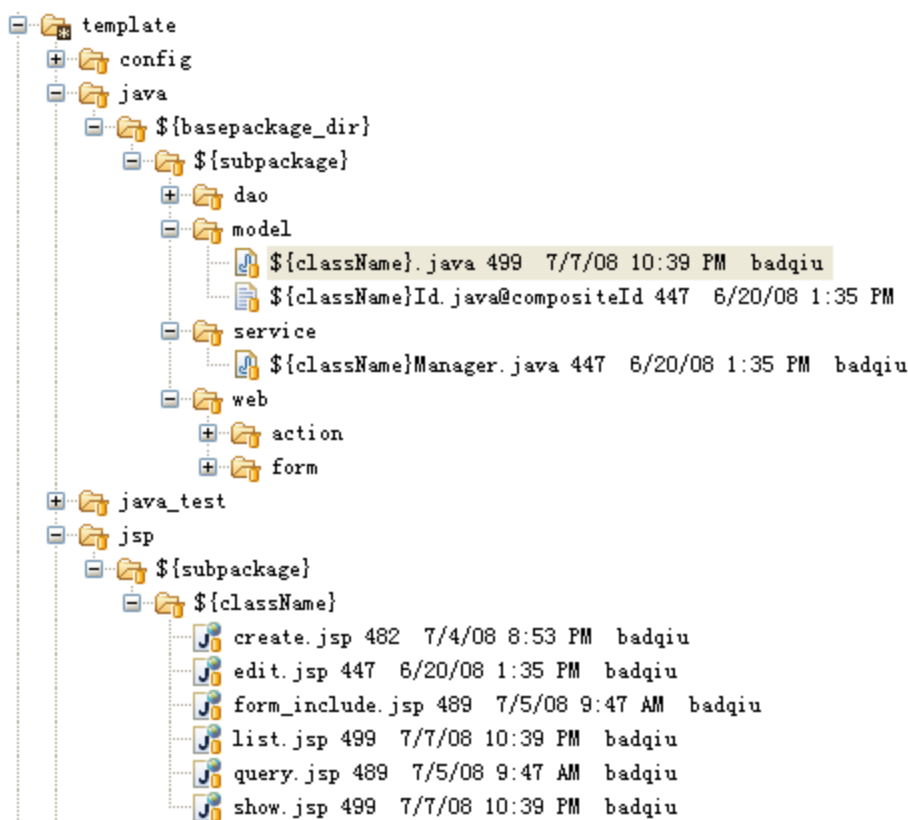 template
config
java
${basepackage_dir}
${subpackage}
dao
model
${className}.java 499 7/7/08 10:39 PM badqiu
${className}Id.java@compositeId 447 6/20/08 1:35 PM
service
${className}Manager.java 447 6/20/08 1:35 PM badqiu
web
action
form
java_test
jsp
${subpackage}
${className}
create.jsp 482 7/4/08 8:53 PM badqiu
edit.jsp 447 6/20/08 1:35 PM badqiu
form_include.jsp 489 7/5/08 9:47 AM badqiu
list.jsp 499 7/7/08 10:39 PM badqiu
query.jsp 489 7/5/08 9:47 AM badqiu
show.jsp 499 7/7/08 10:39 PM badqiu